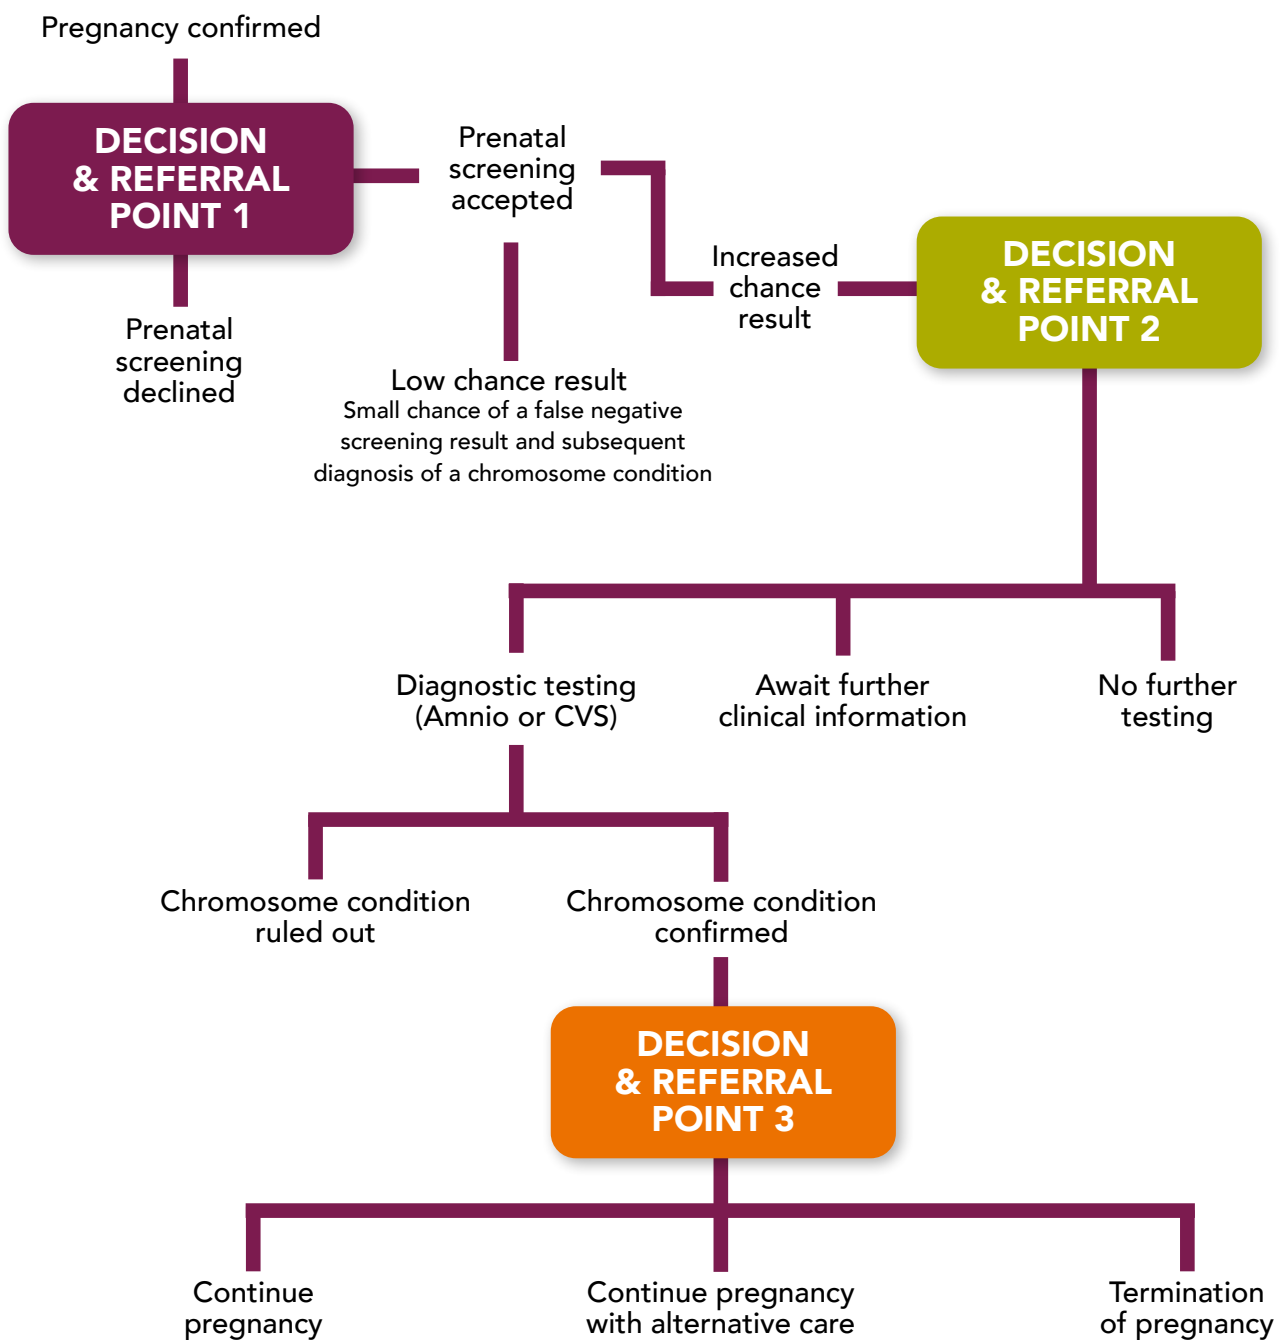 Pregnancy confirmed
DECISION
& REFERRAL
POINT 1
Prenatal
screening
accepted
Prenatal
screening
declined
Low chance result
Small chance of a false negative
screening result and subsequent
diagnosis of a chromosome condition
Increased
chance
result
DECISION
& REFERRAL
POINT 2
Diagnostic testing
(Amnio or CVS)
Await further
clinical information
No further
testing
Chromosome condition
ruled out
Chromosome condition
confirmed
DECISION
& REFERRAL
POINT 3
Continue
pregnancy
Continue pregnancy
with alternative care
Termination
of pregnancy